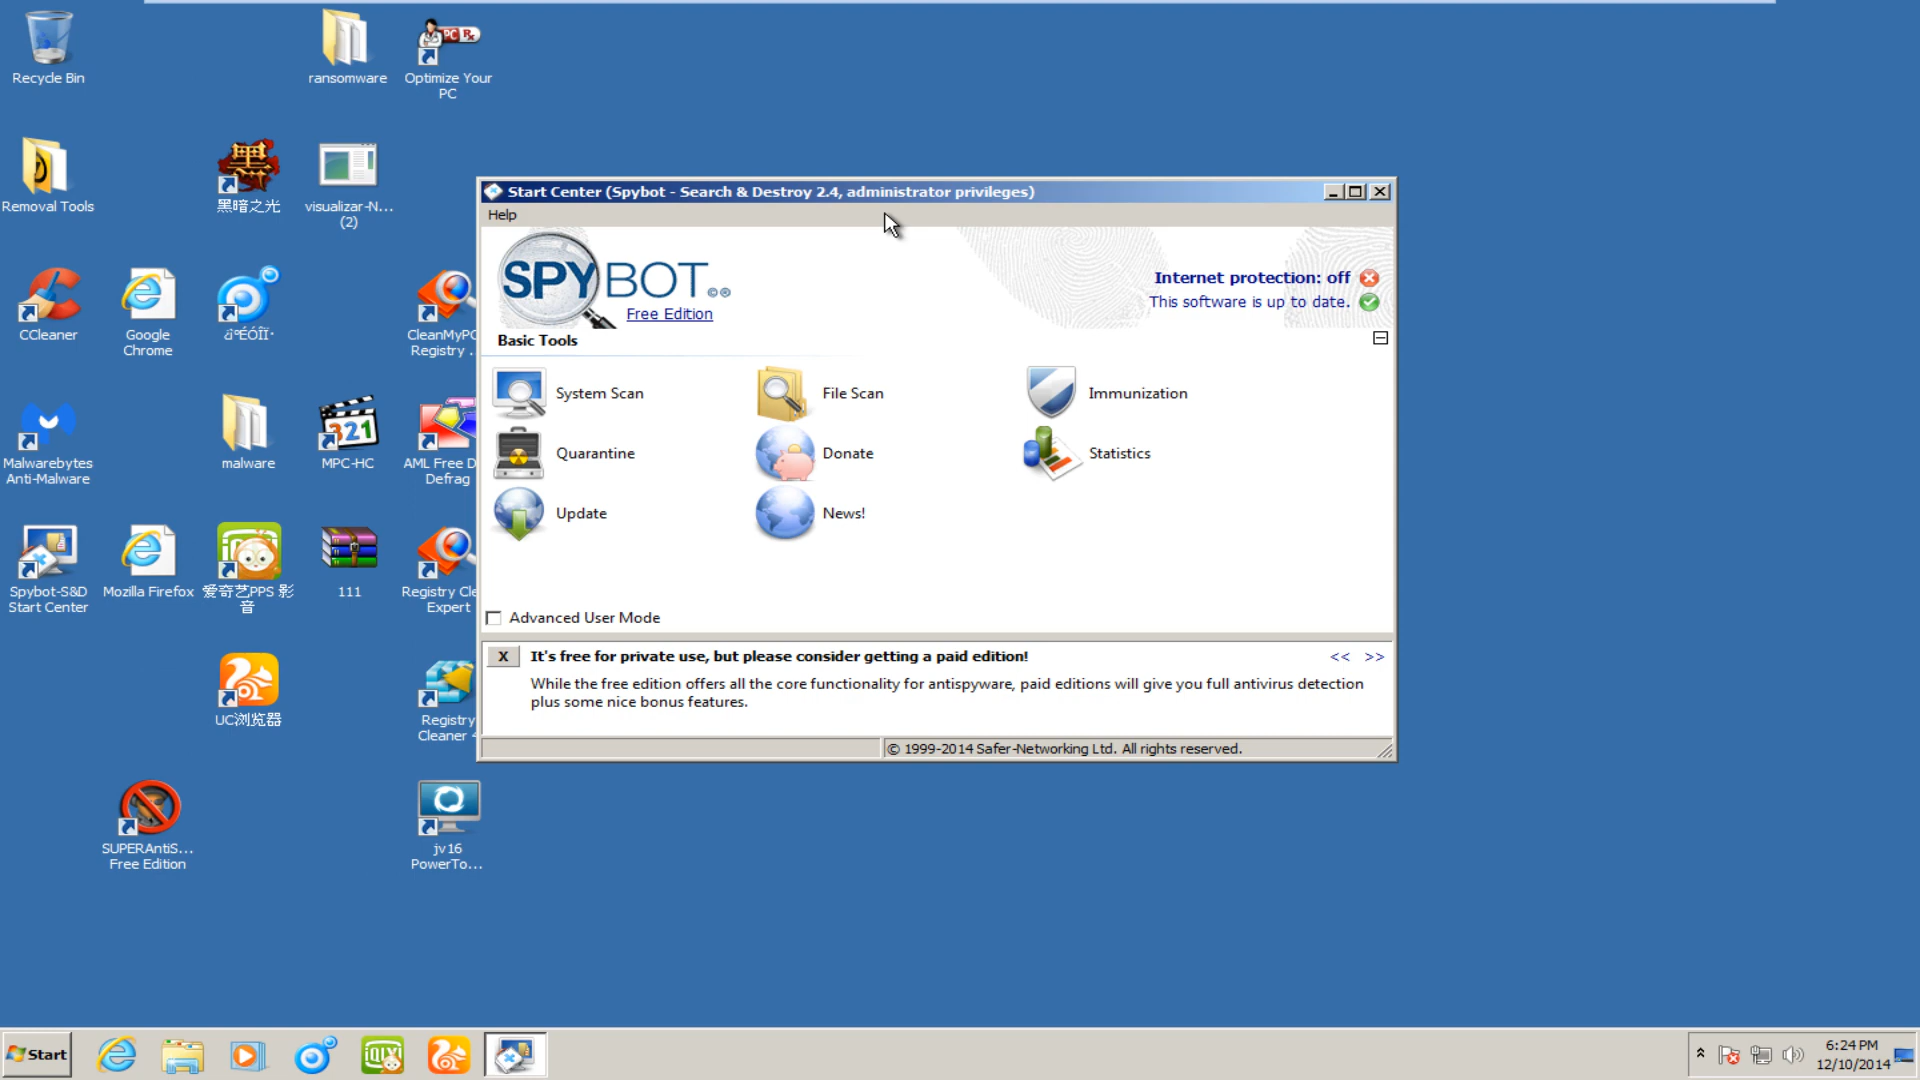 Recycle Bin
ransomware
Optimize Your
PC
Removal Tools
黑暗之光
visualizar-N...
(2)
CCleaner
Google
Chrome
CleanMyPC
Registry ..
Malwarebytes
Anti-Malware
malware
321
MPC-HC
AML Free D
Defrag
Spybot-S&D
Start Center
Mozilla Firefox
爱奇艺PPS 影
音
111
Registry Cle
Expert
UC浏览器
Registry
Cleaner
SUPERAntiS...
Free Edition
jv16
PowerTo...
Start Center (Spybot - Search & Destroy 2.4, administrator privileges)
Help
SPYBOT
Free Edition
Internet protection: off
This software is up to date.
Basic Tools
System Scan
File Scan
Immunization
Quarantine
Donate
Statistics
Update
News!
Advanced User Mode
X
It's free for private use, but please consider getting a paid edition!
<< >>
While the free edition offers all the core functionality for antispyware, paid editions will give you full antivirus detection
plus some nice bonus features.
© 1999-2014 Safer-Networking Ltd. All rights reserved.
Start
6:24 PM
12/10/2014